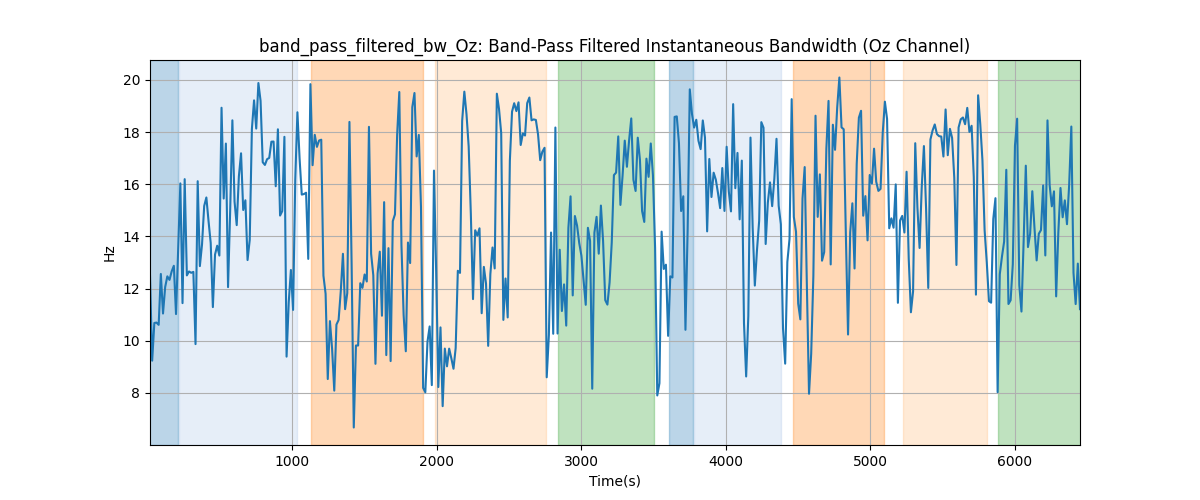 band_pass_filtered_bw_Oz: Band-Pass Filtered Instantaneous Bandwidth (Oz Channel)
20
18
16
14
12
10
8
Hz
1000 2000 3000 4000 5000 6000
Time(s)